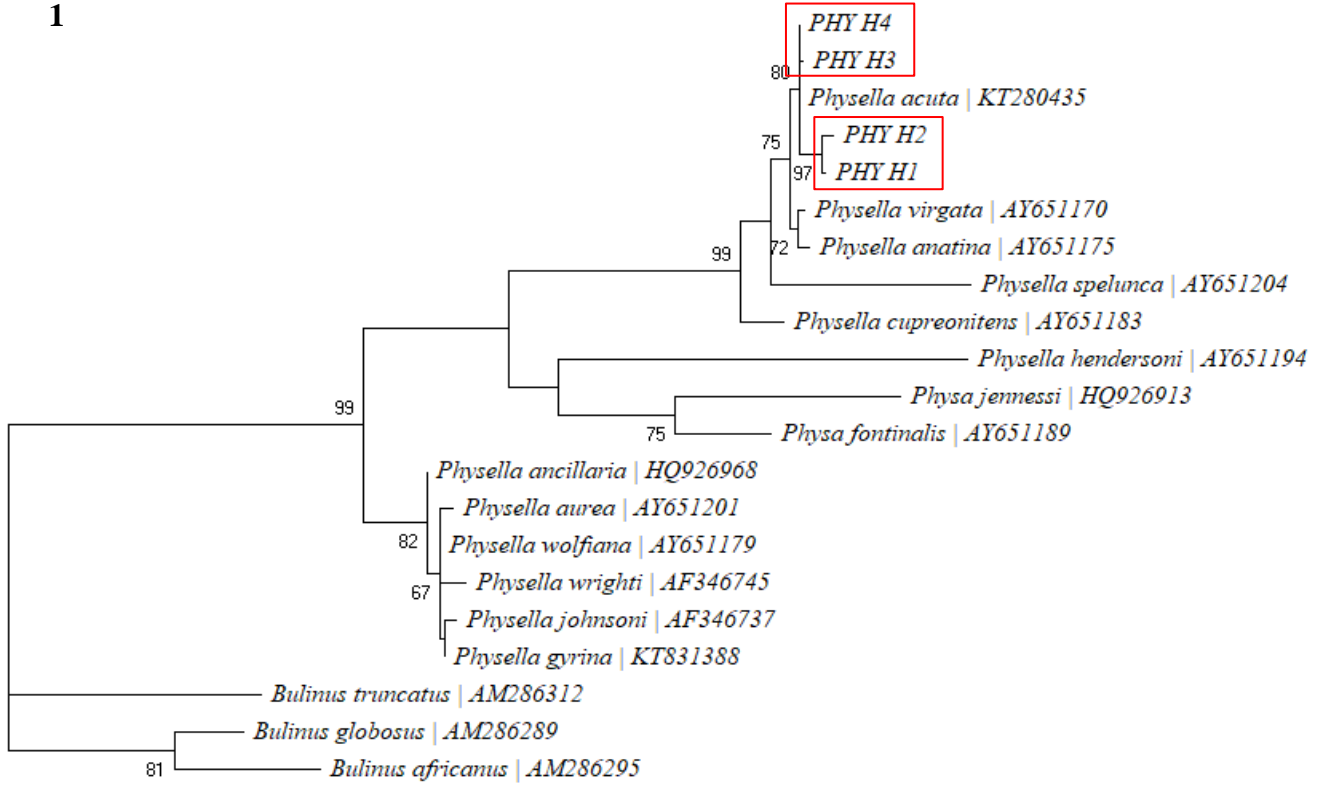 1
PHY H4
PHY H3
80
Physella acuta | KT280435
PHY H2
75
97
PHY H1
Physella virgata | AY651170
72
Physella anatina | AY651175
99
Physella spelunca | AY651204
Physella cupreonitens | AY651183
Physella hendersoni | AY651194
Physa jennessi | HQ926913
99
75
Physa fontinalis | AY651189
Physella ancillaria | HQ926968
Physella aurea | AY651201
82
Physella wolfiana | AY651179
Physella wrighti | AF346745
67
Physella johnsoni | AF346737
Physella gyrina | KT831388
Bulinus truncatus | AM286312
Bulinus globosus | AM286289
81
Bulinus africanus | AM286295